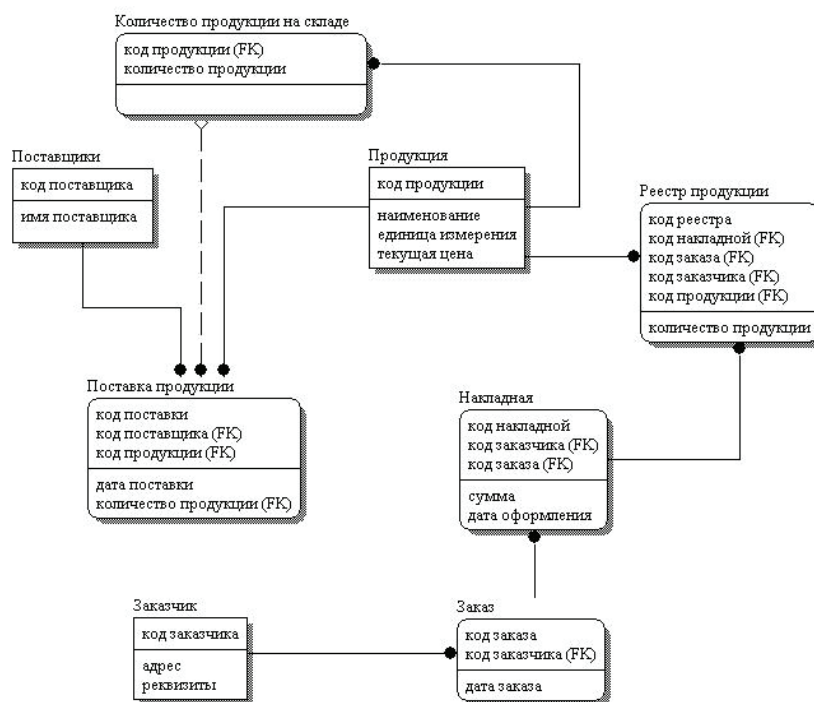 Количество продукции на складе
код продукции (FK)
количество продукции
Поставщики
код поставщика
имя поставщика
Продукция
код продукции
наименование
единица измерения
текущая цена
Реестр продукции
код реестра
код накладной (FK)
код заказа (FK)
код заказчика (FK)
код продукции (FK)
количество продукции
Поставка продукции
код поставки
код поставщика (FK)
код продукции (FK)
дата поставки
количество продукции (FK)
Накладная
код накладной
код заказчика (FK)
код заказа (FK)
сумма
дата оформления
Заказчик
код заказчика
адрес
реквизиты
Заказ
код заказа
код заказчика (FK)
дата заказа